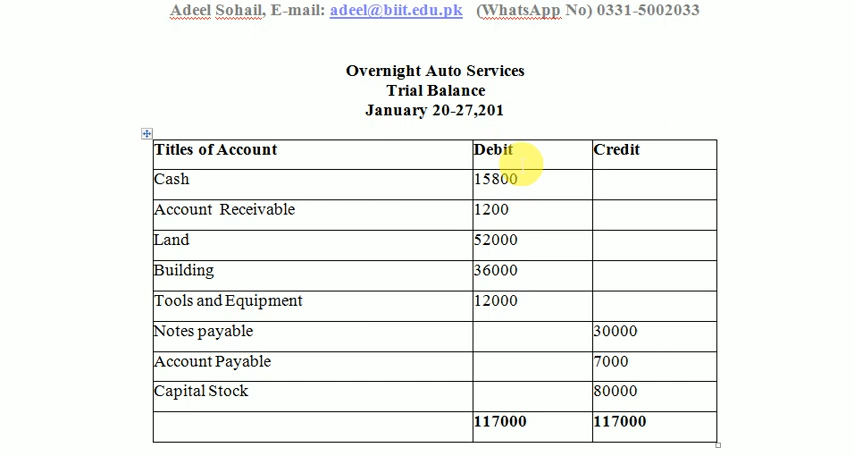 Adeel Sohail, E-mail: adeel@biit.edu.pk (WhatsApp No) 0331-5002033
Overnight Auto Services
Trial Balance
January 20-27,201
Titles of Account Debit Credit
Cash 15800
Account Receivable 1200
Land 52000
Building 36000
Tools and Equipment 12000
Notes payable 30000
Account Payable 7000
Capital Stock 80000
117000 117000